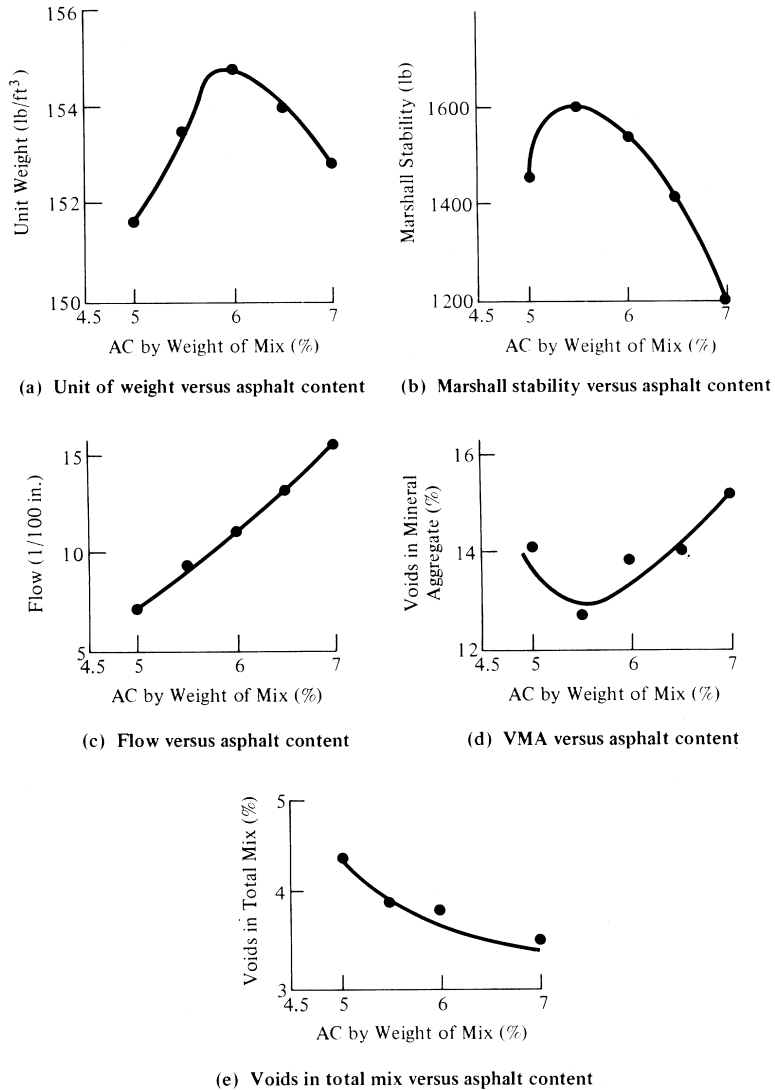 156
154
152
150
4.5 5 6 7
Unit Weight (lb/ft³)
AC by Weight of Mix (%)
(a) Unit of weight versus asphalt content
1600
1400
1200
4.5 5 6 7
Marshall Stability (lb)
AC by Weight of Mix (%)
(b) Marshall stability versus asphalt content
15
10
5
4.5 5 6 7
Flow (1/100 in.)
AC by Weight of Mix (%)
(c) Flow versus asphalt content
16
14
12
4.5 5 6 7
Voids in Mineral
Aggregate (%)
AC by Weight of Mix (%)
(d) VMA versus asphalt content
5
4
3
4.5 5 6 7
Voids in Total Mix (%)
AC by Weight of Mix (%)
(e) Voids in total mix versus asphalt content